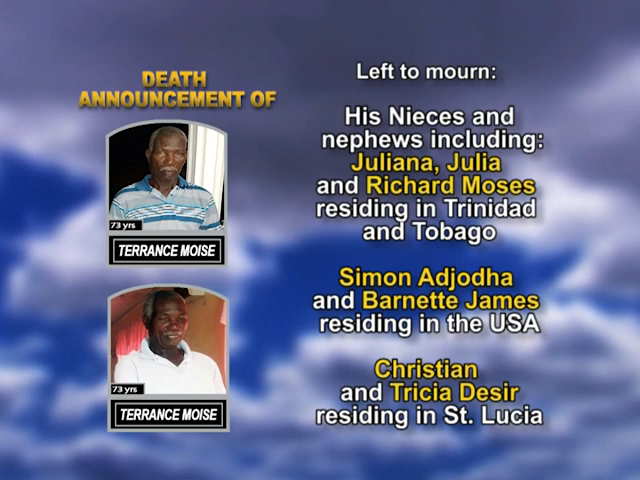 DEATH
ANNOUNCEMENT OF
73 yrs
TERRANCE MOISE
73 yrs
TERRANCE MOISE
Left to mourn:
His Nieces and
nephews including:
Juliana, Julia
and Richard Moses
residing in Trinidad
and Tobago
Simon Adjodha
and Barnette James
residing in the USA
Christian
and Tricia Desir
residing in St. Lucia